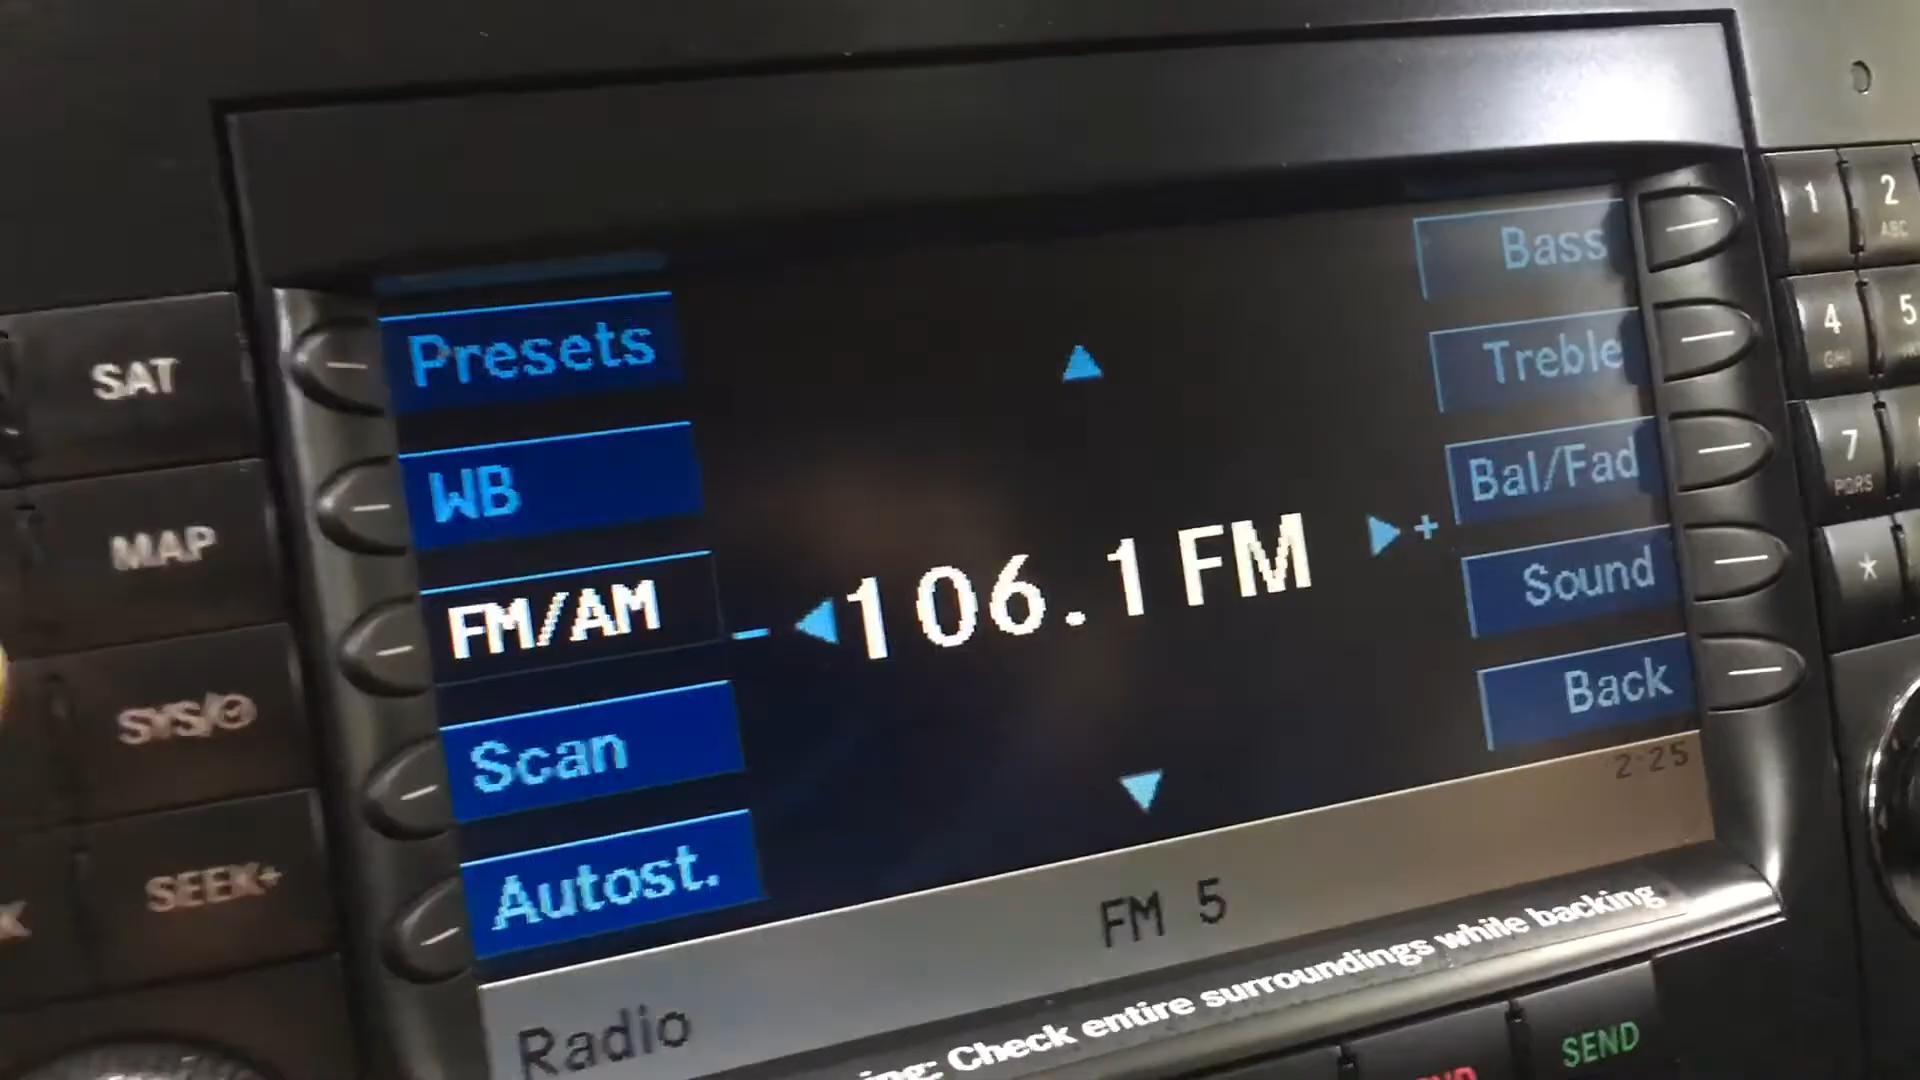 SAT
MAP
SYS/
SEEK+
K
Presets
WB
FM/AM
Scan
Autost.
- 106.1 FM +
Bass
Treble
Bal/Fad
Sound
Back
2:25
FM 5
Radio
Check entire surroundings while backing
SEND
1
2
ABC
4
GHI
5
7
PQRS
*